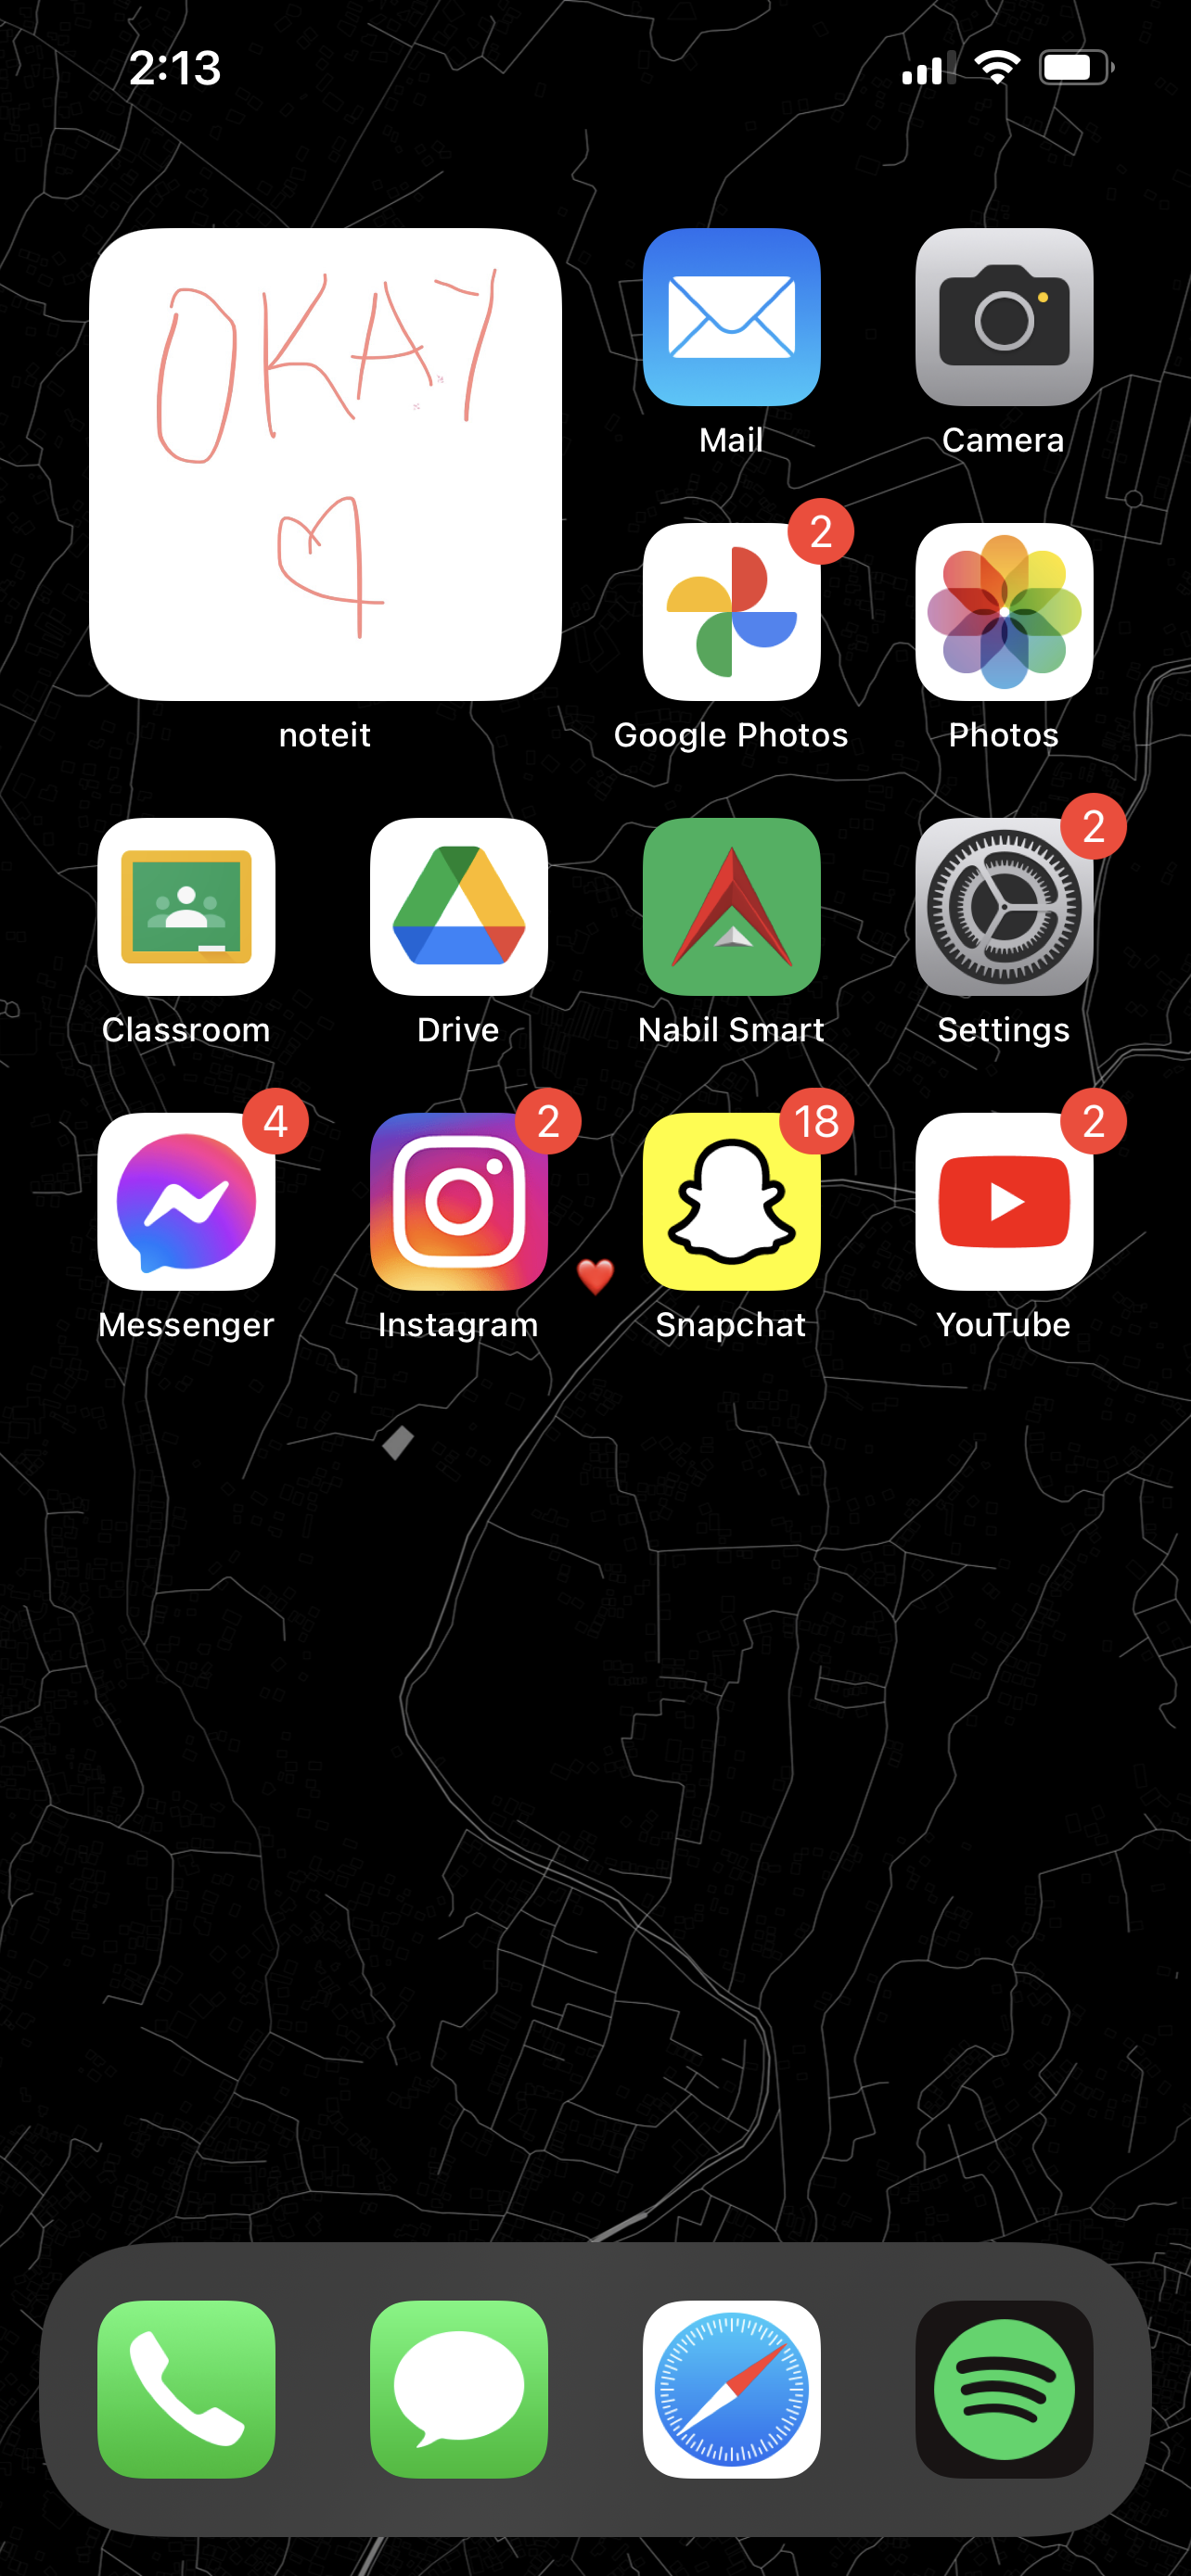 2:13
OKAY
noteit
Mail
Camera
2
Google Photos
Photos
2
Classroom
Drive
Nabil Smart
Settings
4
2
18
2
Messenger
Instagram
Snapchat
YouTube